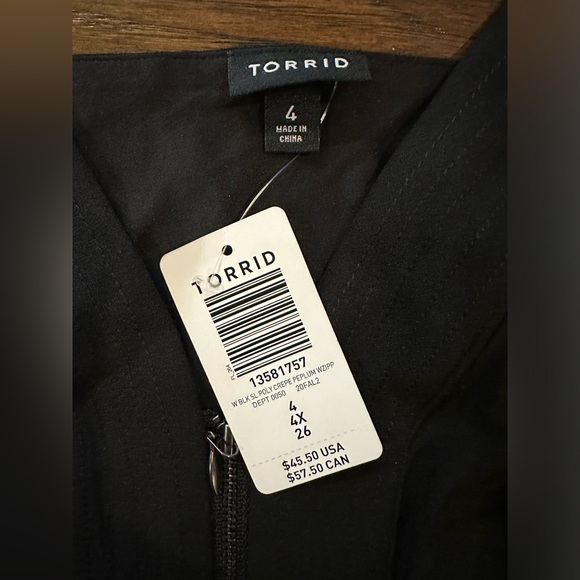 TORRID
4
MADE IN
CHINA
TORRID
13581757
W BLK SL POLY CREPE PEPLUM WZIPP
DEPT 0050 20FAL2
4
4X
26
$45.50 USA
$57.50 CAN